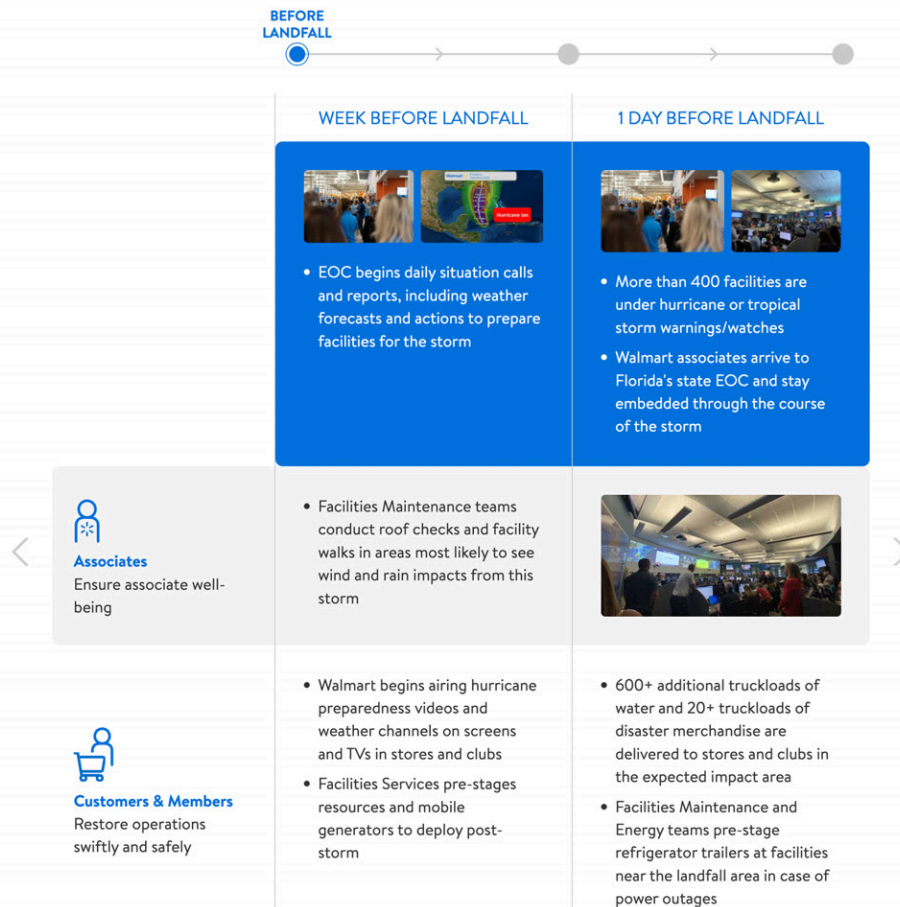 BEFORE
LANDFALL
WEEK BEFORE LANDFALL
1 DAY BEFORE LANDFALL
Walmart
Hurricane Ian
• EOC begins daily situation calls
and reports, including weather
forecasts and actions to prepare
facilities for the storm
• More than 400 facilities are
under hurricane or tropical
storm warnings/watches
• Walmart associates arrive to
Florida's state EOC and stay
embedded through the course
of the storm
Associates
Ensure associate well-
being
• Facilities Maintenance teams
conduct roof checks and facility
walks in areas most likely to see
wind and rain impacts from this
storm
Customers & Members
Restore operations
swiftly and safely
• Walmart begins airing hurricane
preparedness videos and
weather channels on screens
and TVs in stores and clubs
• Facilities Services pre-stages
resources and mobile
generators to deploy post-
storm
• 600+ additional truckloads of
water and 20+ truckloads of
disaster merchandise are
delivered to stores and clubs in
the expected impact area
• Facilities Maintenance and
Energy teams pre-stage
refrigerator trailers at facilities
near the landfall area in case of
power outages